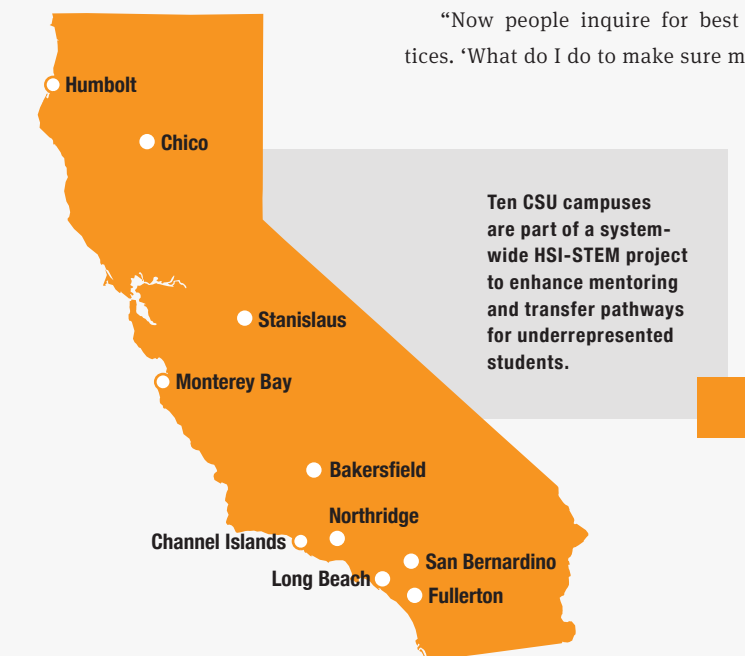 “Now people inquire for best
tices. ‘What do I do to make sure m
Humbolt
Chico
Ten CSU campuses
are part of a system-
wide HSI-STEM project
to enhance mentoring
and transfer pathways
for underrepresented
students.
Stanislaus
Monterey Bay
Bakersfield
Northridge
Channel Islands
San Bernardino
Long Beach
Fullerton